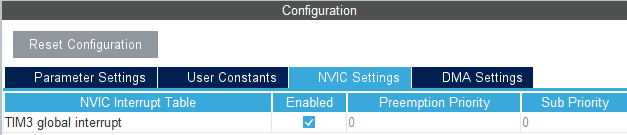 Configuration
Reset Configuration
Parameter Settings User Constants NVIC Settings DMA Settings
NVIC Interrupt Table Enabled Preemption Priority Sub Priority
TIM3 global interrupt 0 0